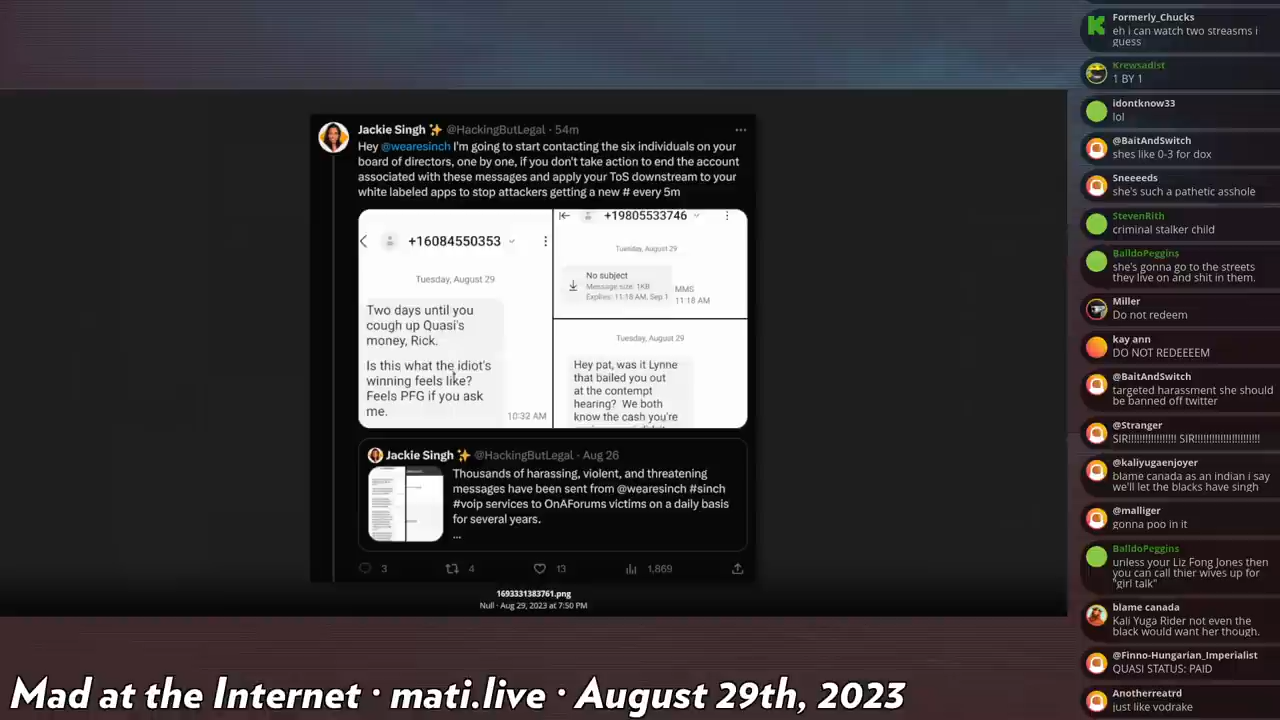 Jackie Singh ✨ @HackingButLegal · 54m
Hey @wearesinch I'm going to start contacting the six individuals on your
board of directors, one by one, if you don't take action to end the account
associated with these messages and apply your ToS downstream to your
white labeled apps to stop attackers getting a new # every 5m
+16084550353
Tuesday, August 29
Two days until you
cough up Quasi's
money, Rick.
Is this what the idiot's
winning feels like?
Feels PFG if you ask
me.
10:32 AM
+19805533746
Tuesday, August 29
No subject
Message size: 1KB
Expires: 11:18 AM, Sep 1
MMS
11:18 AM
Tuesday, August 29
Hey pat, was it Lynne
that bailed you out
at the contempt
hearing? We both
know the cash you're
Jackie Singh ✨ @HackingButLegal · Aug 26
Thousands of harassing, violent, and threatening
messages have been sent from @wearesinch #sinch
#voip services to OnAForums victims on a daily basis
for several years.
...
3
4
13
1,869
1693331383761.png
Null · Aug 29, 2023 at 7:50 PM
Formerly_Chucks
eh i can watch two streasms i
guess
Krewsadist
1 BY 1
idontknow33
lol
@BaitAndSwitch
shes like 0-3 for dox
Sneeeeds
she's such a pathetic asshole
StevenRith
criminal stalker child
BalldoPeggins
she's gonna go to the streets
they live on and shit in them.
Miller
Do not redeem
kay ann
DO NOT REDEEEEM
@BaitAndSwitch
targeted harassment she should
be banned off twitter
@Stranger
SIR!!!!!!!!!!!!!!!! SIR!!!!!!!!!!!!!!!!!!!!!!
@kaliyugaenjoyer
blame canada as an indian i say
we'll let the blacks have singh
@malliger
gonna poo in it
BalldoPeggins
unless your Liz Fong Jones then
you can call thier wives up for
"girl talk"
blame canada
Kali Yuga Rider not even the
black would want her though.
@Finno-Hungarian_Imperialist
QUASI STATUS: PAID
Anotherreatrd
just like vodrake
Mad at the Internet · mati.live · August 29th, 2023